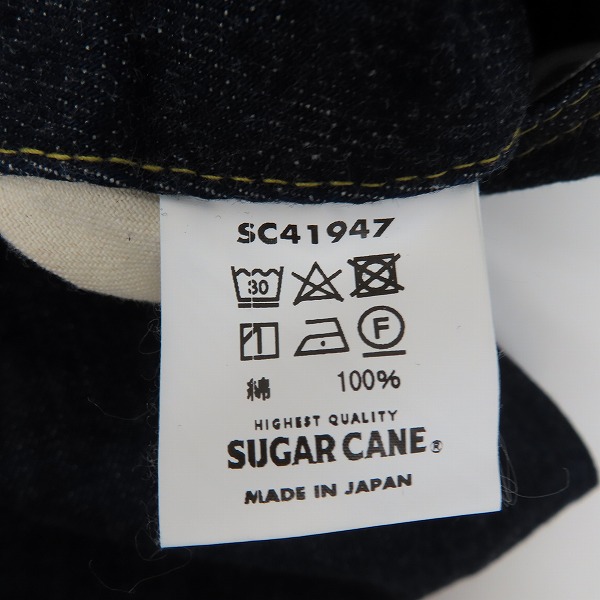 SC41947
30
F
綿 100%
HIGHEST QUALITY
SUGAR CANE®
MADE IN JAPAN